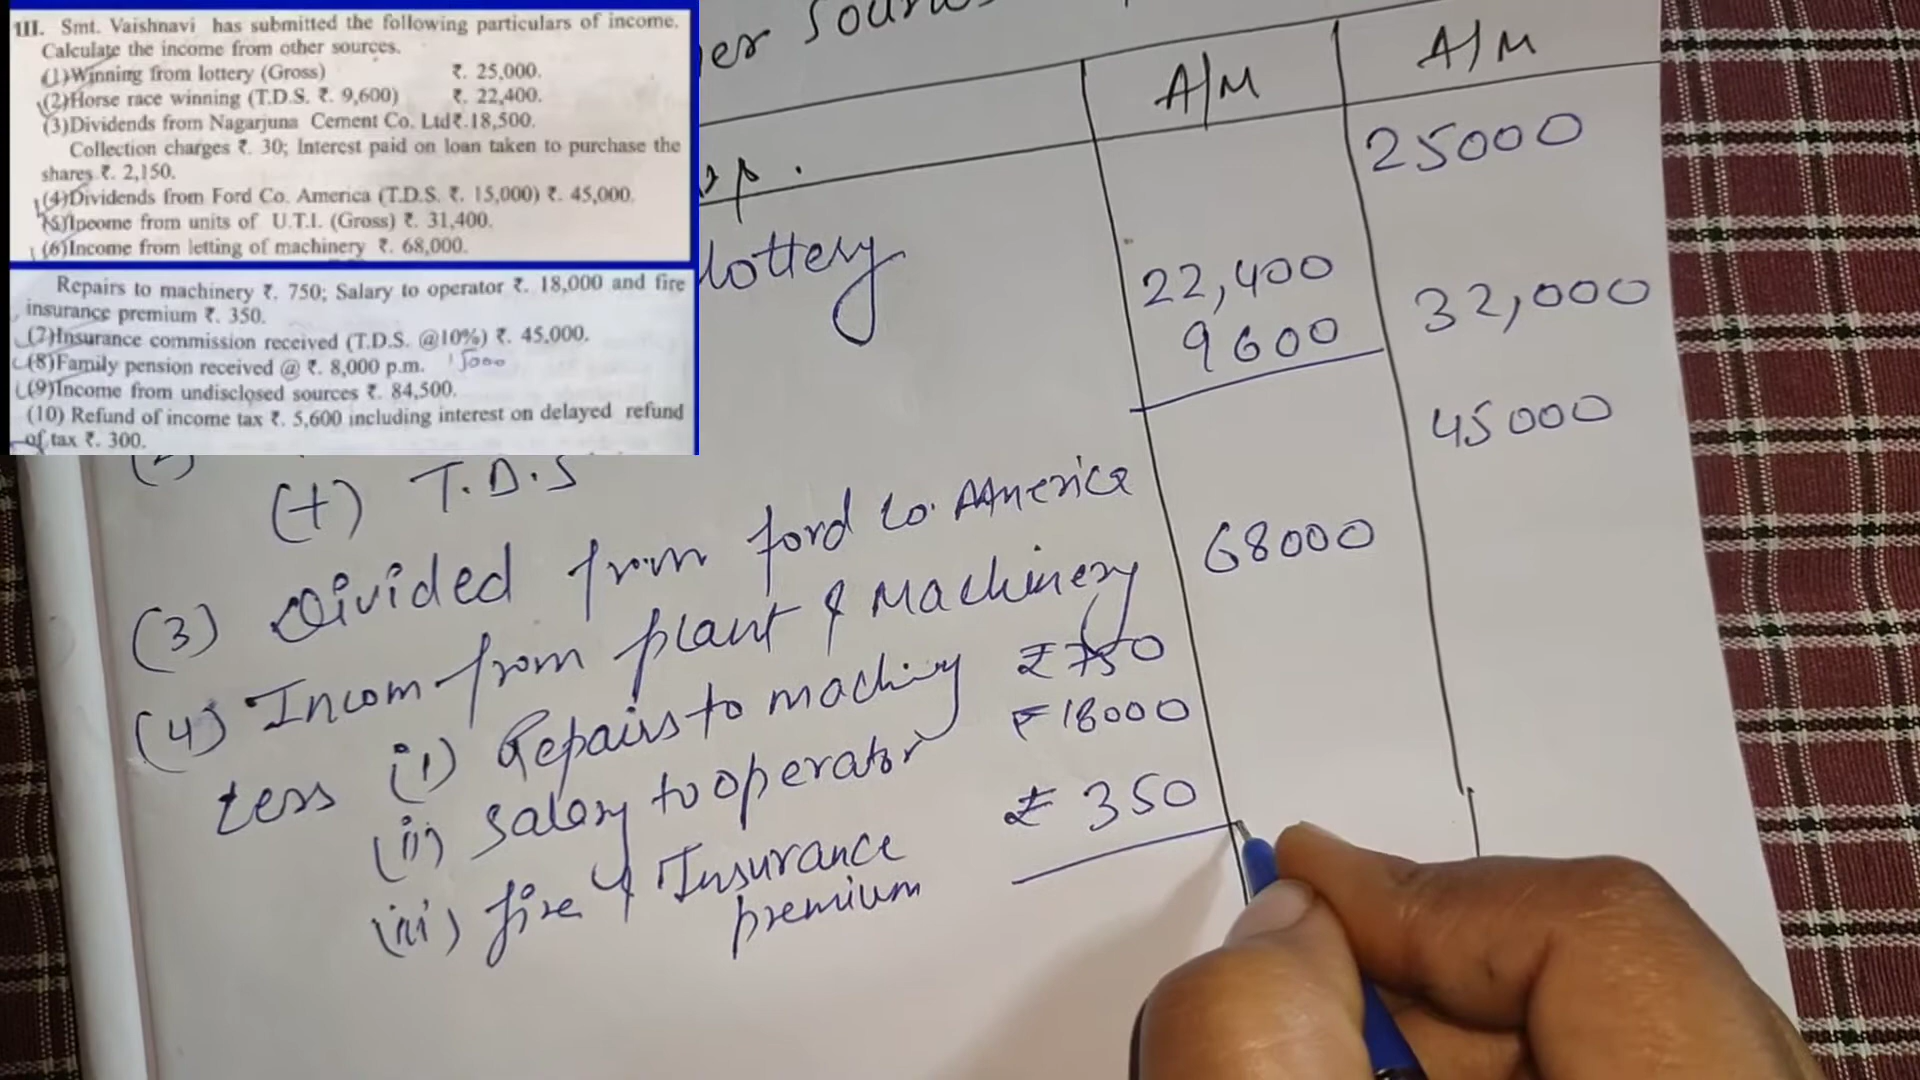 III. Smt. Vaishnavi has submitted the following particulars of income.
Calculate the income from other sources.
(1)Winning from lottery (Gross) ₹. 25,000.
(2)Horse race winning (T.D.S. ₹. 9,600) ₹. 22,400.
(3)Dividends from Nagarjuna Cement Co. Ltd₹.18,500.
Collection charges ₹. 30; Interest paid on loan taken to purchase the
shares ₹. 2,150.
(4)Dividends from Ford Co. America (T.D.S. ₹. 15,000) ₹. 45,000.
(5)Income from units of U.T.I. (Gross) ₹. 31,400.
(6)Income from letting of machinery ₹. 68,000.
Repairs to machinery ₹. 750; Salary to operator ₹. 18,000 and fire
insurance premium ₹. 350.
(7)Insurance commission received (T.D.S. @10%) ₹. 45,000.
(8)Family pension received @ ₹. 8,000 p.m. 15000
(9)Income from undisclosed sources ₹. 84,500.
(10) Refund of income tax ₹. 5,600 including interest on delayed refund
of tax ₹. 300.
er Sour
A/M A/M
25000
lottery
22,400
9600 32,000
(+) T.D.S
(3) Divided from ford Co. America 45000
(4) Incom from plant & Machinery 68000
Less (i) Repairs to machiny ₹ 750
(ii) Salary to operator ₹ 18000
(iii) fire & Insurance ₹ 350
premium